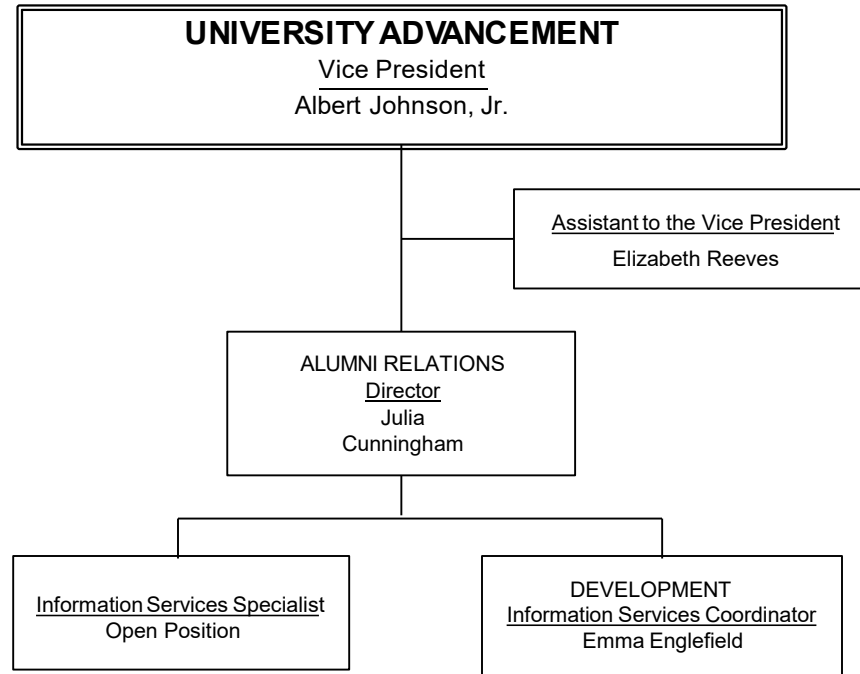 UNIVERSITY ADVANCEMENT
Vice President
Albert Johnson, Jr.
Assistant to the Vice President
Elizabeth Reeves
ALUMNI RELATIONS
Director
Julia
Cunningham
Information Services Specialist
Open Position
DEVELOPMENT
Information Services Coordinator
Emma Englefield